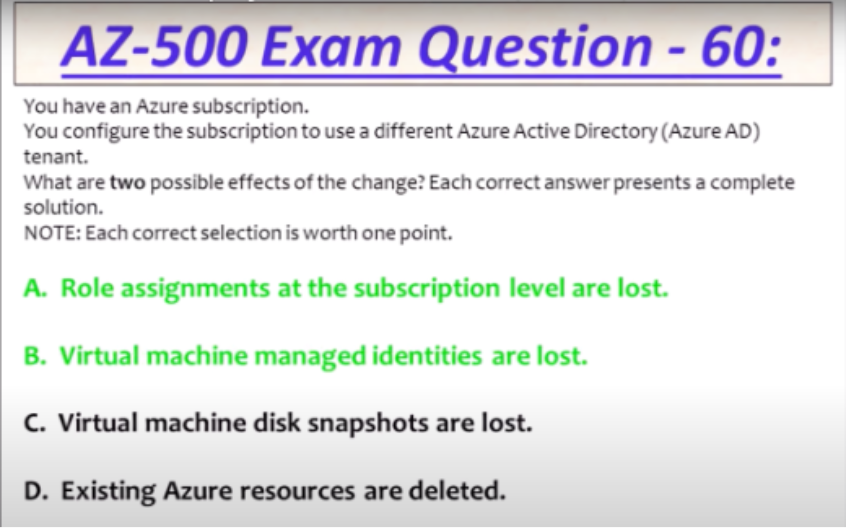 AZ-500 Exam Question - 60:
You have an Azure subscription.
You configure the subscription to use a different Azure Active Directory (Azure AD)
tenant.
What are two possible effects of the change? Each correct answer presents a complete
solution.
NOTE: Each correct selection is worth one point.
A. Role assignments at the subscription level are lost.
B. Virtual machine managed identities are lost.
C. Virtual machine disk snapshots are lost.
D. Existing Azure resources are deleted.